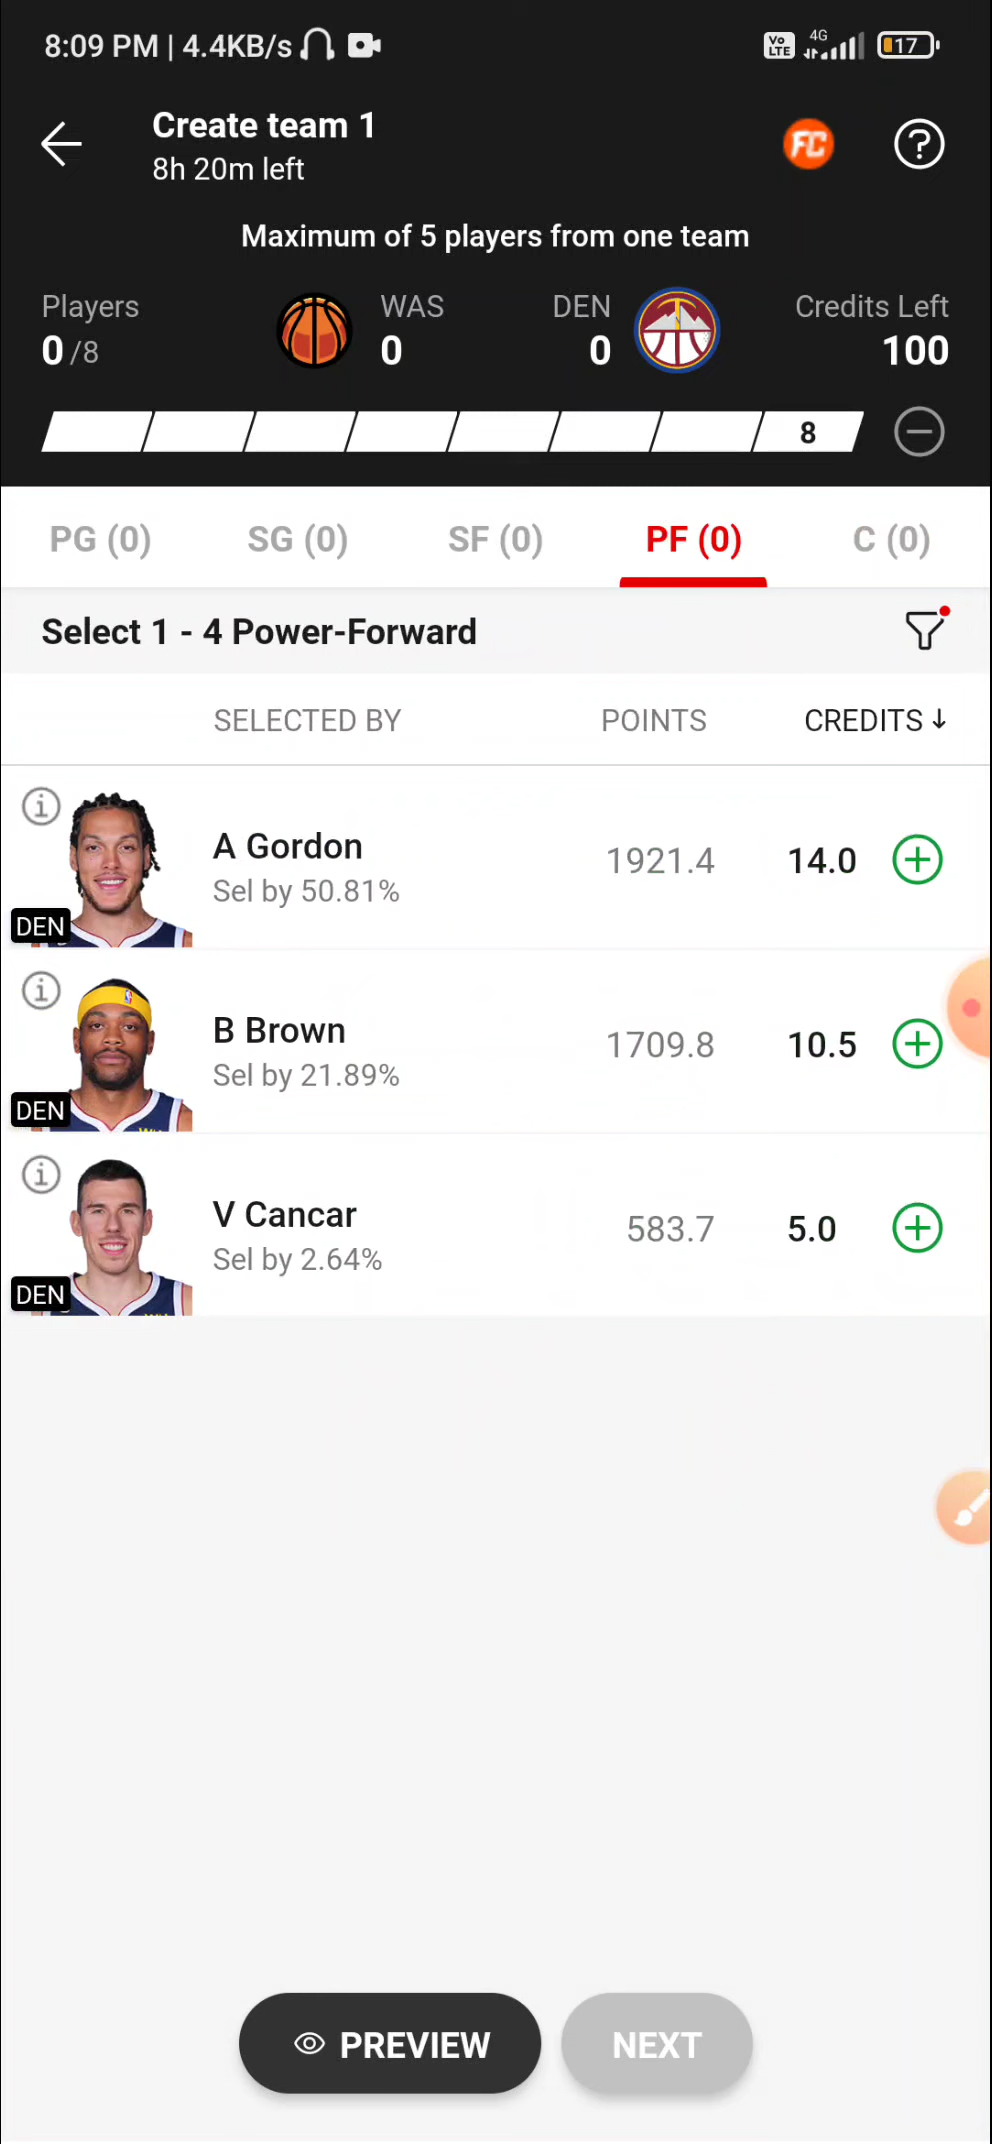 8:09 PM | 4.4KB/s
Vo LTE 4G 17
Create team 1
FC
8h 20m left
Maximum of 5 players from one team
Players WAS DEN Credits Left
0/8 0 0 100
8
PG (0) SG (0) SF (0) PF (0) C (0)
Select 1 - 4 Power-Forward
SELECTED BY POINTS CREDITS ↓
A Gordon
1921.4 14.0
Sel by 50.81%
DEN
B Brown
1709.8 10.5
Sel by 21.89%
DEN
V Cancar
583.7 5.0
Sel by 2.64%
DEN
PREVIEW NEXT